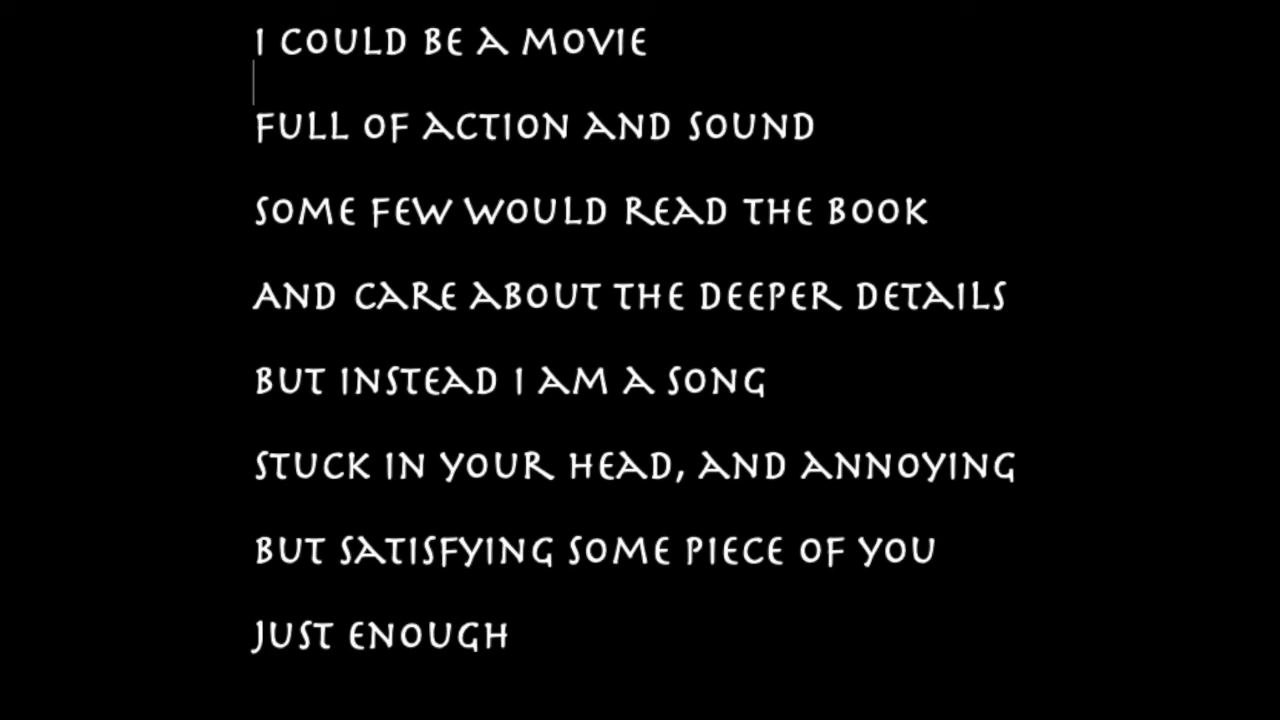 I COULD BE A MOVIE
FULL OF ACTION AND SOUND
SOME FEW WOULD READ THE BOOK
AND CARE ABOUT THE DEEPER DETAILS
BUT INSTEAD I AM A SONG
STUCK IN YOUR HEAD, AND ANNOYING
BUT SATISFYING SOME PIECE OF YOU
JUST ENOUGH